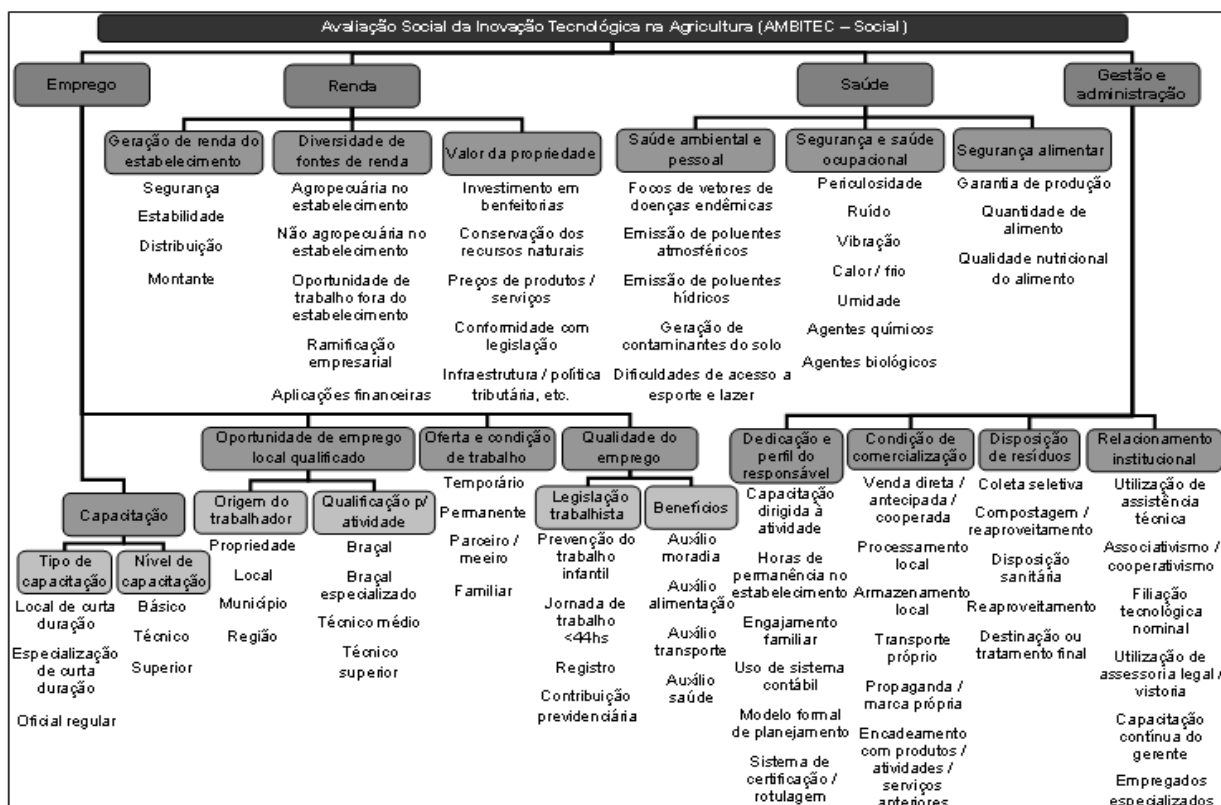 Avaliação Social da Inovação Tecnológica na Agricultura (AMBITEC – Social)
Emprego
Renda
Saúde
Gestão e
administração
Geração de renda do
estabelecimento
Segurança
Estabilidade
Distribuição
Montante
Diversidade de
fontes de renda
Agropecuária no
estabelecimento
Não agropecuária no
estabelecimento
Oportunidade de
trabalho fora do
estabelecimento
Ramificação
empresarial
Aplicações financeiras
Valor da propriedade
Investimento em
benfeitorias
Conservação dos
recursos naturais
Preços de produtos /
serviços
Conformidade com
legislação
Infraestrutura / política
tributária, etc.
Saúde ambiental e
pessoal
Focos de vetores de
doenças endêmicas
Emissão de poluentes
atmosféricos
Emissão de poluentes
hídricos
Geração de
contaminantes do solo
Dificuldades de acesso a
esporte e lazer
Segurança e saúde
ocupacional
Periculosidade
Ruído
Vibração
Calor / frio
Umidade
Agentes químicos
Agentes biológicos
Segurança alimentar
Garantia de produção
Quantidade de
alimento
Qualidade nutricional
do alimento
Capacitação
Tipo de
capacitação
Local de curta
duração
Especialização
de curta
duração
Oficial regular
Nível de
capacitação
Básico
Técnico
Superior
Oportunidade de emprego
local qualificado
Origem do
trabalhador
Propriedade
Local
Município
Região
Qualificação p/
atividade
Braçal
Braçal
especializado
Técnico médio
Técnico
superior
Oferta e condição
de trabalho
Temporário
Permanente
Parceiro /
meeiro
Familiar
Qualidade do
emprego
Legislação
trabalhista
Prevenção do
trabalho
infantil
Jornada de
trabalho
<44hs
Registro
Contribuição
previdenciária
Benefícios
Auxílio
moradia
Auxílio
alimentação
Auxílio
transporte
Auxílio
saúde
Dedicação e
perfil do
responsável
Capacitação
dirigida à
atividade
Horas de
permanência no
estabelecimento
Engajamento
familiar
Uso de sistema
contábil
Modelo formal
de planejamento
Sistema de
certificação /
rotulagem
Condição de
comercialização
Venda direta /
antecipada /
cooperada
Processamento
local
Armazenamento
local
Transporte
próprio
Propaganda /
marca própria
Encadeamento
com produtos /
atividades /
serviços
anteriores
Disposição
de resíduos
Coleta seletiva
Compostagem /
reaproveitamento
Disposição
sanitária
Reaproveitamento
Destinação ou
tratamento final
Relacionamento
institucional
Utilização de
assistência
técnica
Associativismo /
cooperativismo
Filiação
tecnológica
nominal
Utilização de
assessoria legal /
vistoria
Capacitação
contínua do
gerente
Empregados
especializados